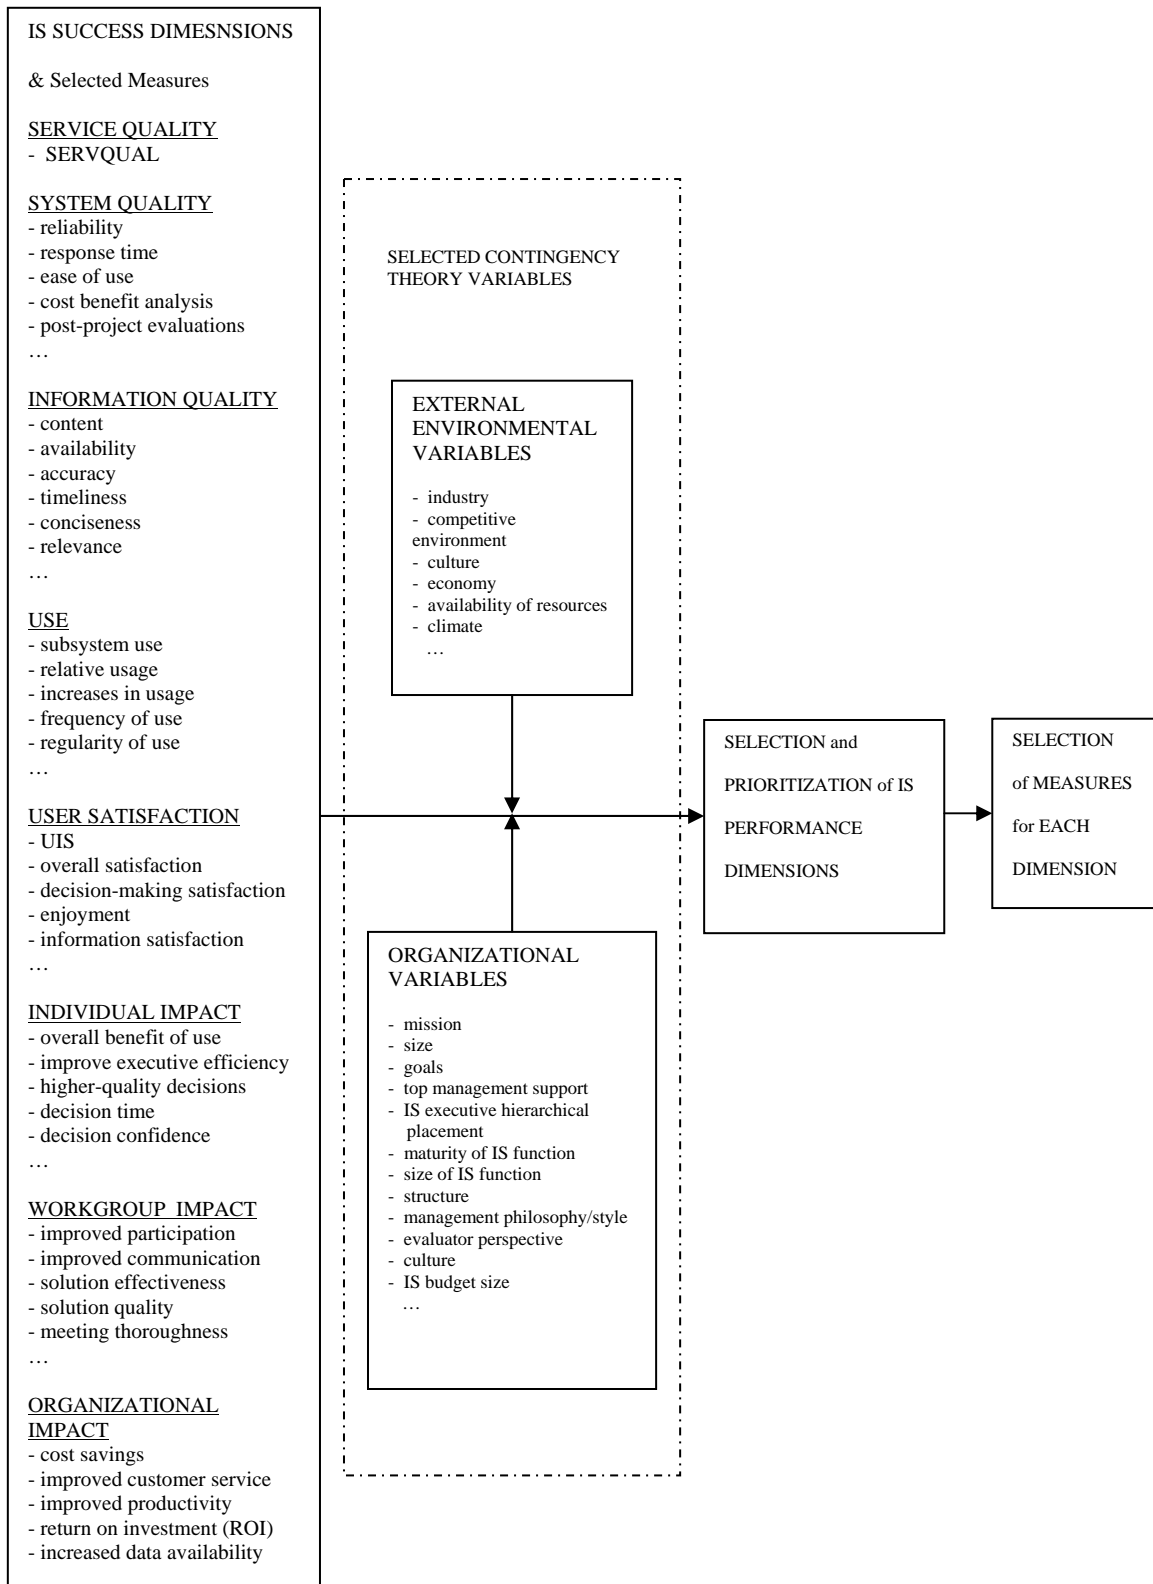 IS SUCCESS DIMESNSIONS
& Selected Measures
SERVICE QUALITY
- SERVQUAL
SYSTEM QUALITY
- reliability
- response time
- ease of use
- cost benefit analysis
- post-project evaluations
…
INFORMATION QUALITY
- content
- availability
- accuracy
- timeliness
- conciseness
- relevance
…
USE
- subsystem use
- relative usage
- increases in usage
- frequency of use
- regularity of use
…
USER SATISFACTION
- UIS
- overall satisfaction
- decision-making satisfaction
- enjoyment
- information satisfaction
…
INDIVIDUAL IMPACT
- overall benefit of use
- improve executive efficiency
- higher-quality decisions
- decision time
- decision confidence
…
WORKGROUP IMPACT
- improved participation
- improved communication
- solution effectiveness
- solution quality
- meeting thoroughness
…
ORGANIZATIONAL
IMPACT
- cost savings
- improved customer service
- improved productivity
- return on investment (ROI)
- increased data availability
SELECTED CONTINGENCY
THEORY VARIABLES
EXTERNAL
ENVIRONMENTAL
VARIABLES
- industry
- competitive
environment
- culture
- economy
- availability of resources
- climate
…
ORGANIZATIONAL
VARIABLES
- mission
- size
- goals
- top management support
- IS executive hierarchical
placement
- maturity of IS function
- size of IS function
- structure
- management philosophy/style
- evaluator perspective
- culture
- IS budget size
…
SELECTION and
PRIORITIZATION of IS
PERFORMANCE
DIMENSIONS
SELECTION
of MEASURES
for EACH
DIMENSION